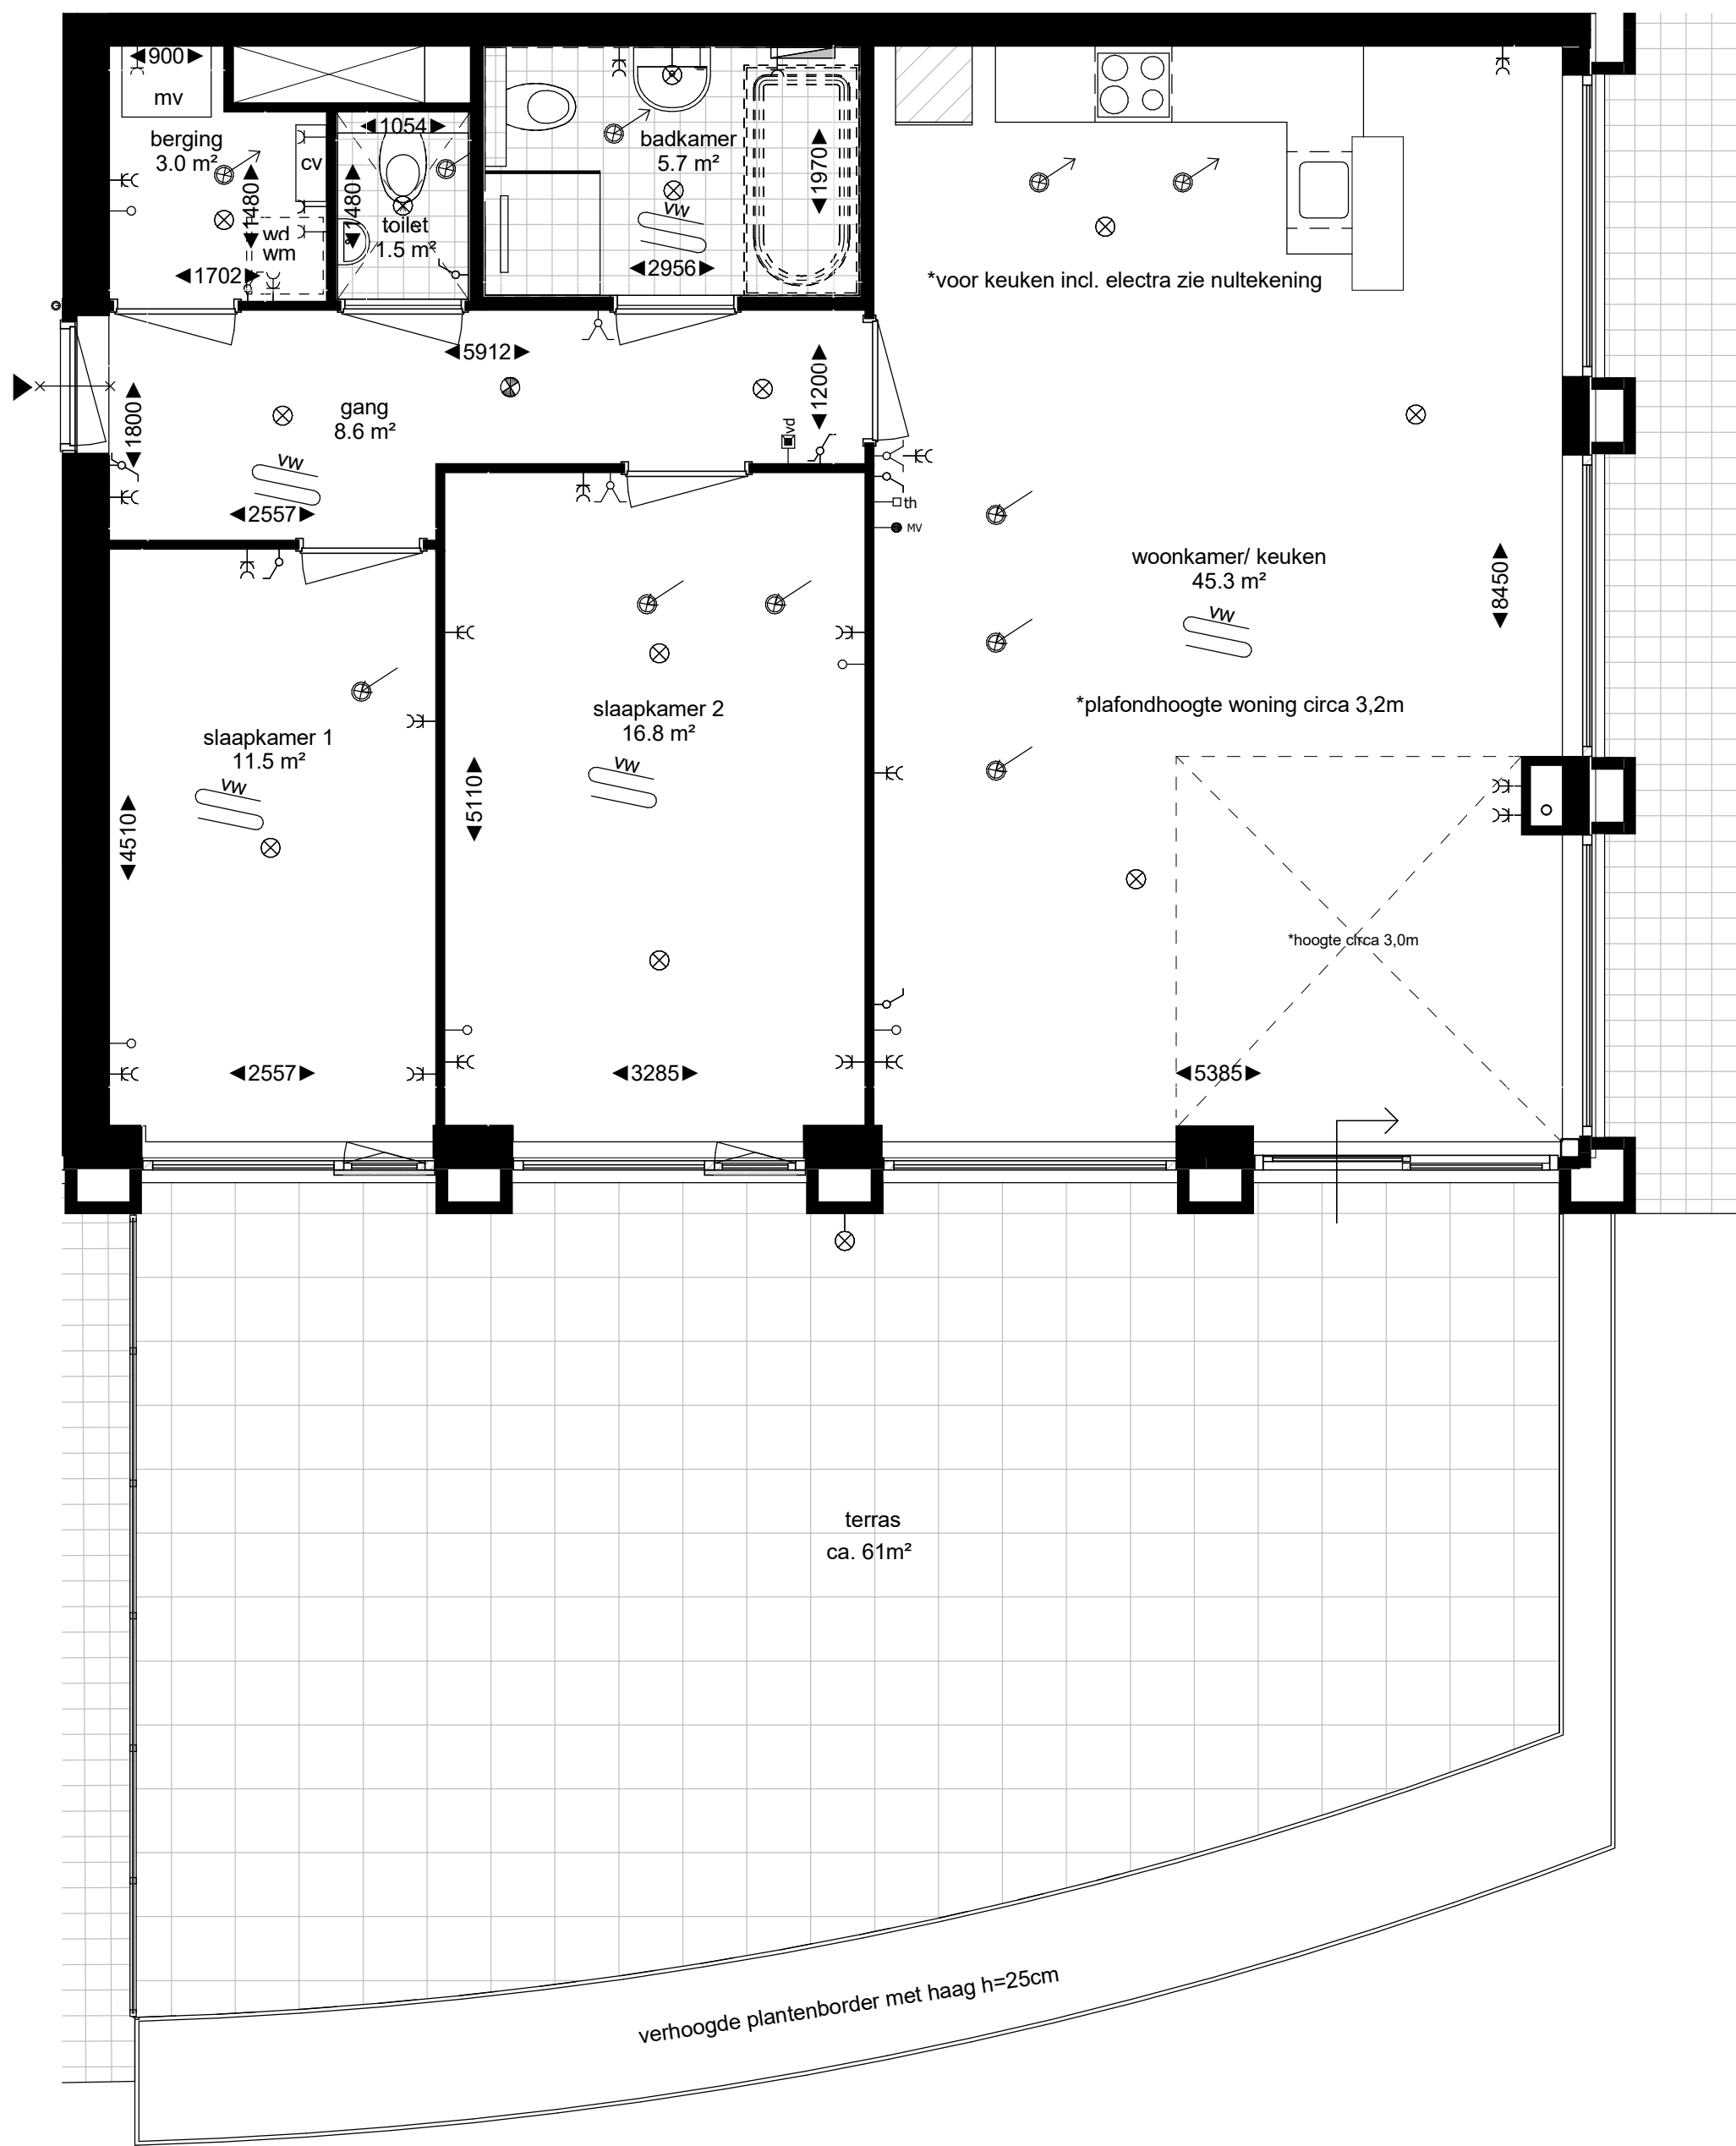 900
mv
berging
3.0 m²
cv
1480
wd
wm
1702
1054
1480
toilet
1.5 m²
badkamer
5.7 m²
1970
vw
2956
*voor keuken incl. electra zie nultekening
5912
1200
1800
gang
8.6 m²
vd
vw
2557
th
MV
woonkamer/ keuken
45.3 m²
8450
vw
*plafondhoogte woning circa 3,2m
slaapkamer 2
16.8 m²
slaapkamer 1
11.5 m²
vw
vw
5110
4510
*hoogte circa 3,0m
2557
3285
5385
terras
ca. 61m²
verhoogde plantenborder met haag h=25cm